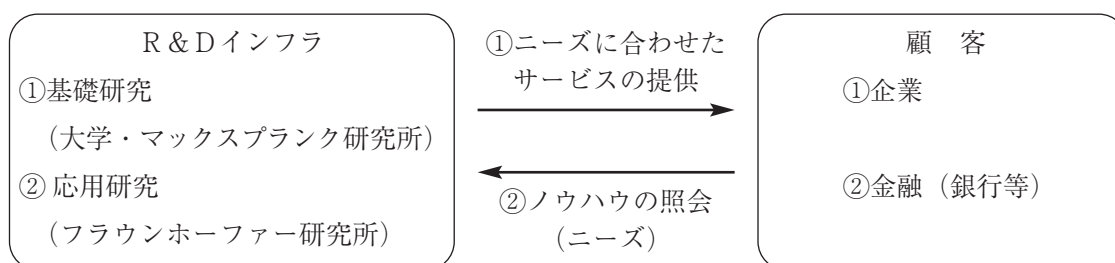 R&Dインフラ
①基礎研究
（大学・マックスプランク研究所）
② 応用研究
（フラウンホーファー研究所）
①ニーズに合わせた
サービスの提供
②ノウハウの照会
（ニーズ）
顧　客
①企業
②金融（銀行等）